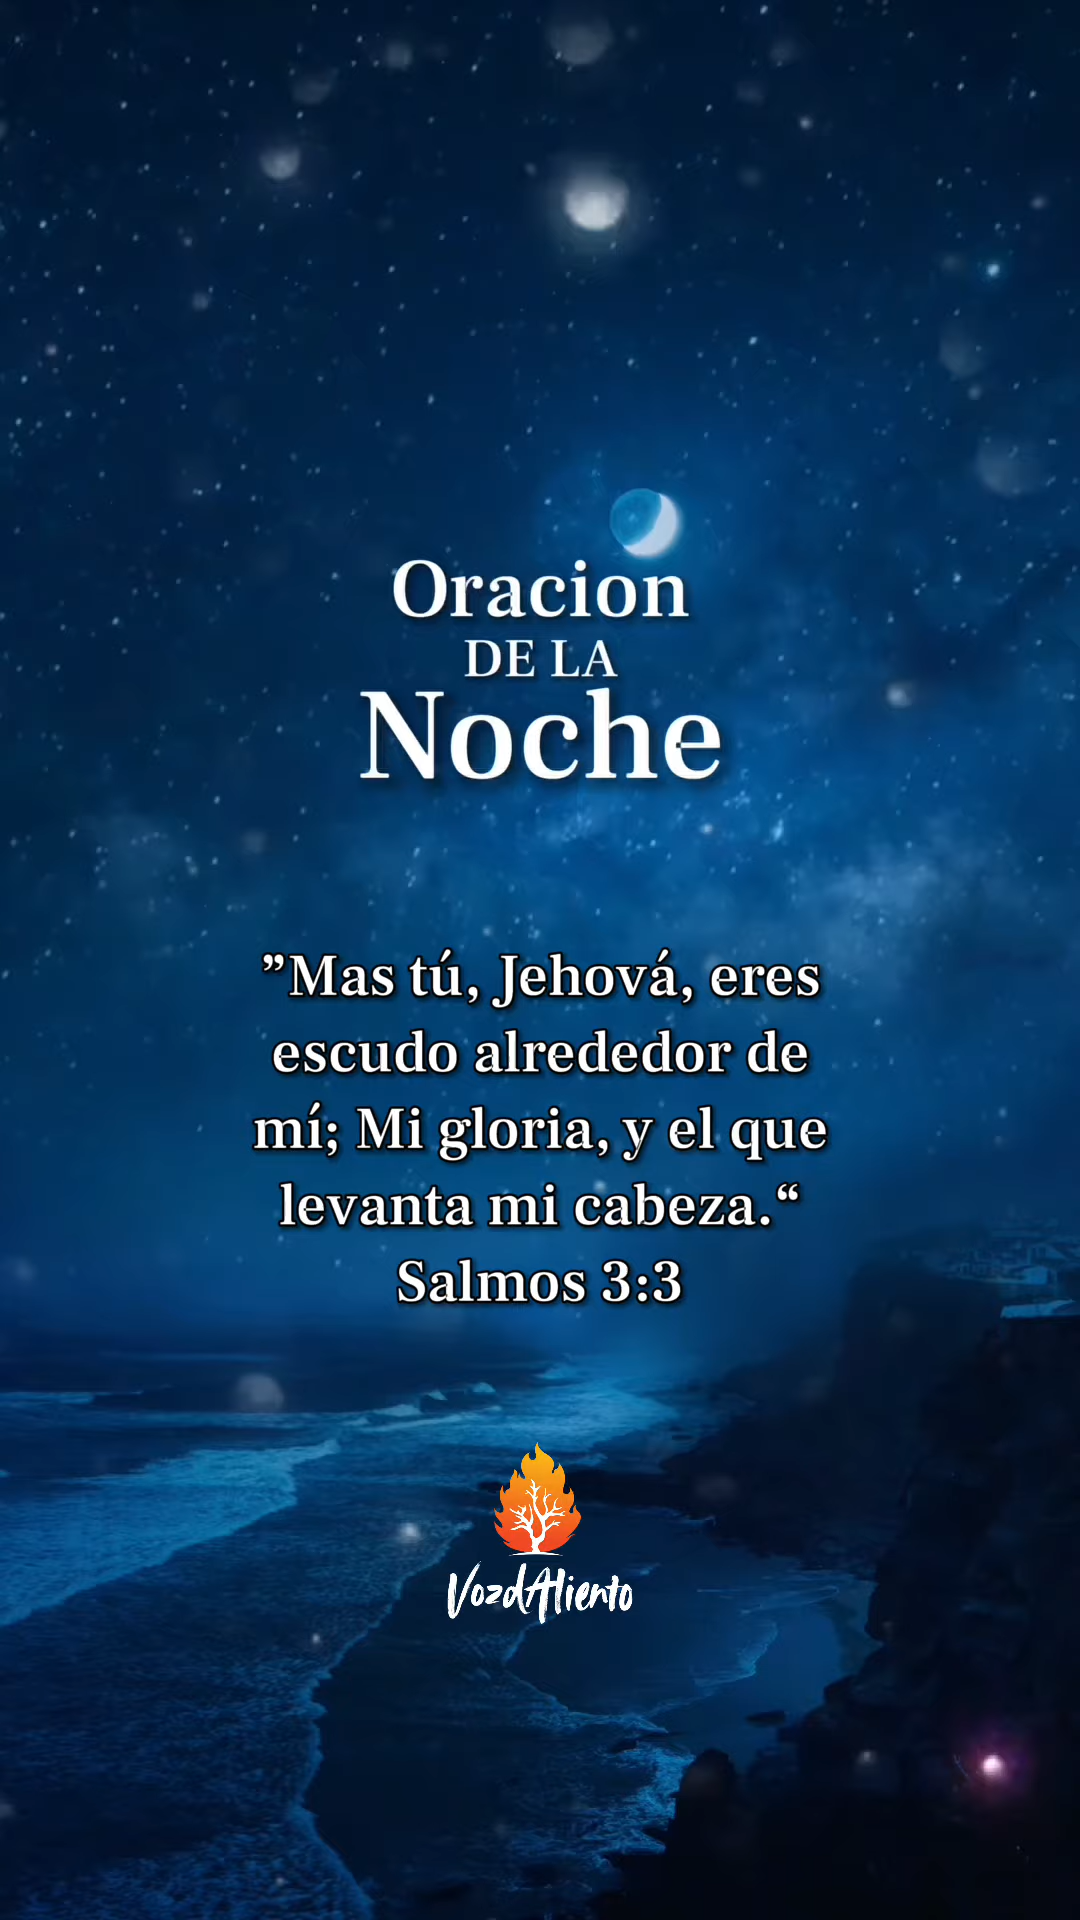 Oracion
DE LA
Noche
”Mas tú, Jehová, eres
escudo alrededor de
mí; Mi gloria, y el que
levanta mi cabeza.“
Salmos 3:3
VozdAliento